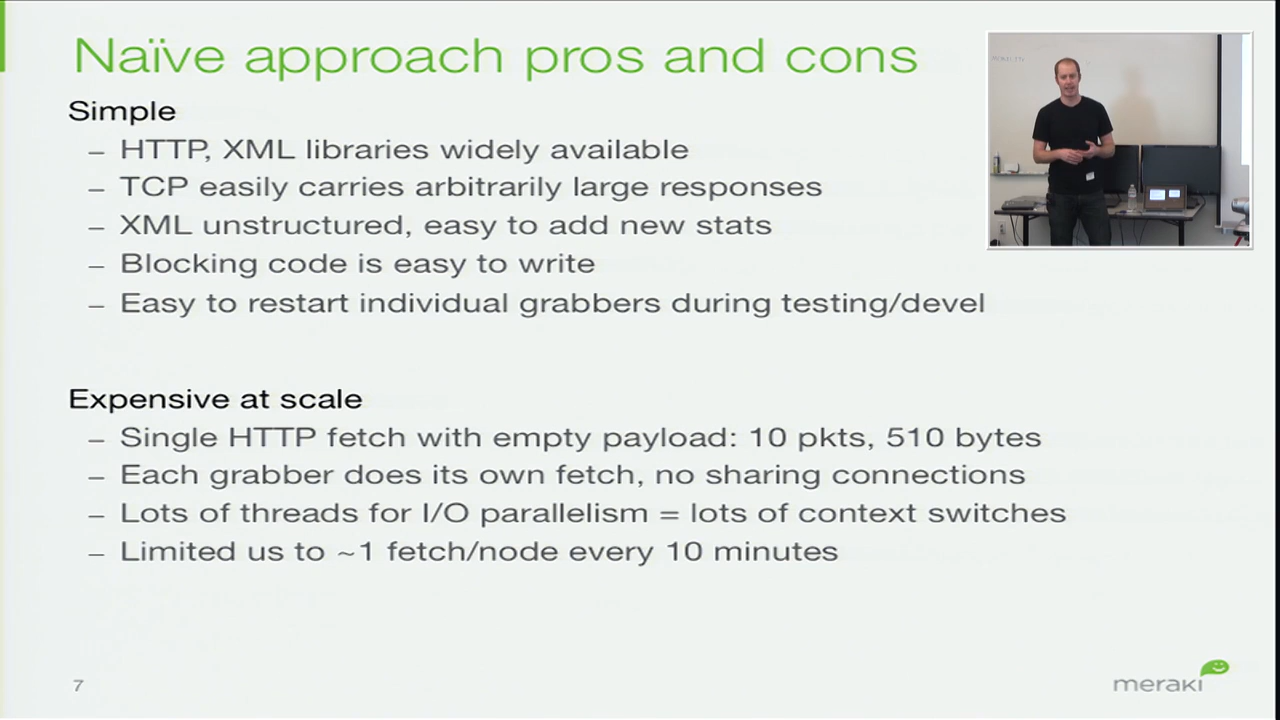 Naïve approach pros and cons
Simple
– HTTP, XML libraries widely available
– TCP easily carries arbitrarily large responses
– XML unstructured, easy to add new stats
– Blocking code is easy to write
– Easy to restart individual grabbers during testing/devel
Expensive at scale
– Single HTTP fetch with empty payload: 10 pkts, 510 bytes
– Each grabber does its own fetch, no sharing connections
– Lots of threads for I/O parallelism = lots of context switches
– Limited us to ~1 fetch/node every 10 minutes
7
meraki